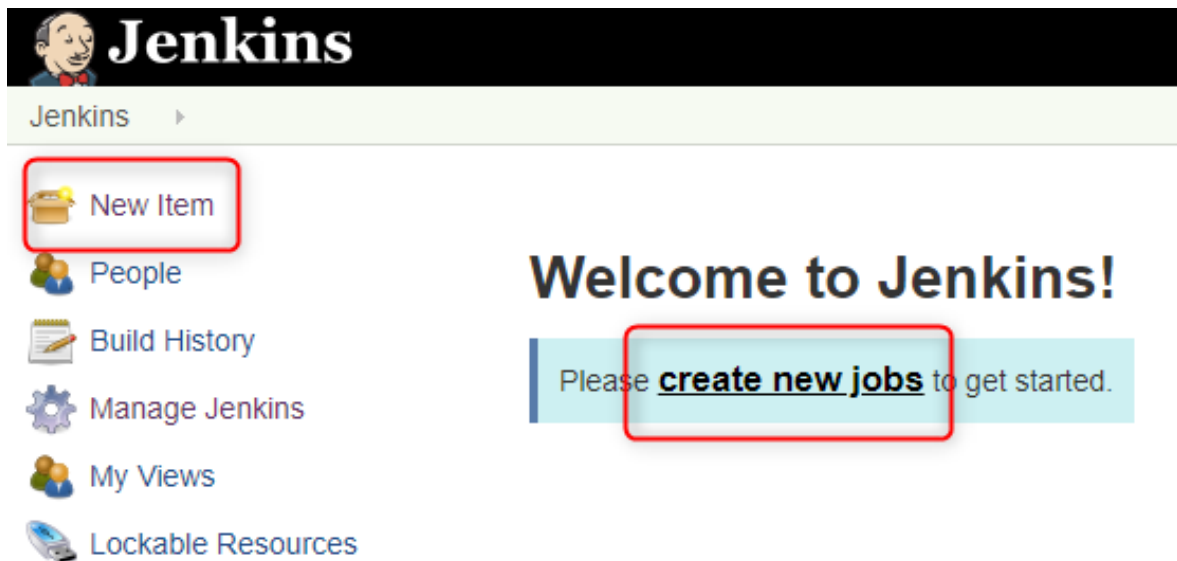 Jenkins
Jenkins
New Item
People
Build History
Manage Jenkins
My Views
Lockable Resources
Welcome to Jenkins!
Please create new jobs to get started.